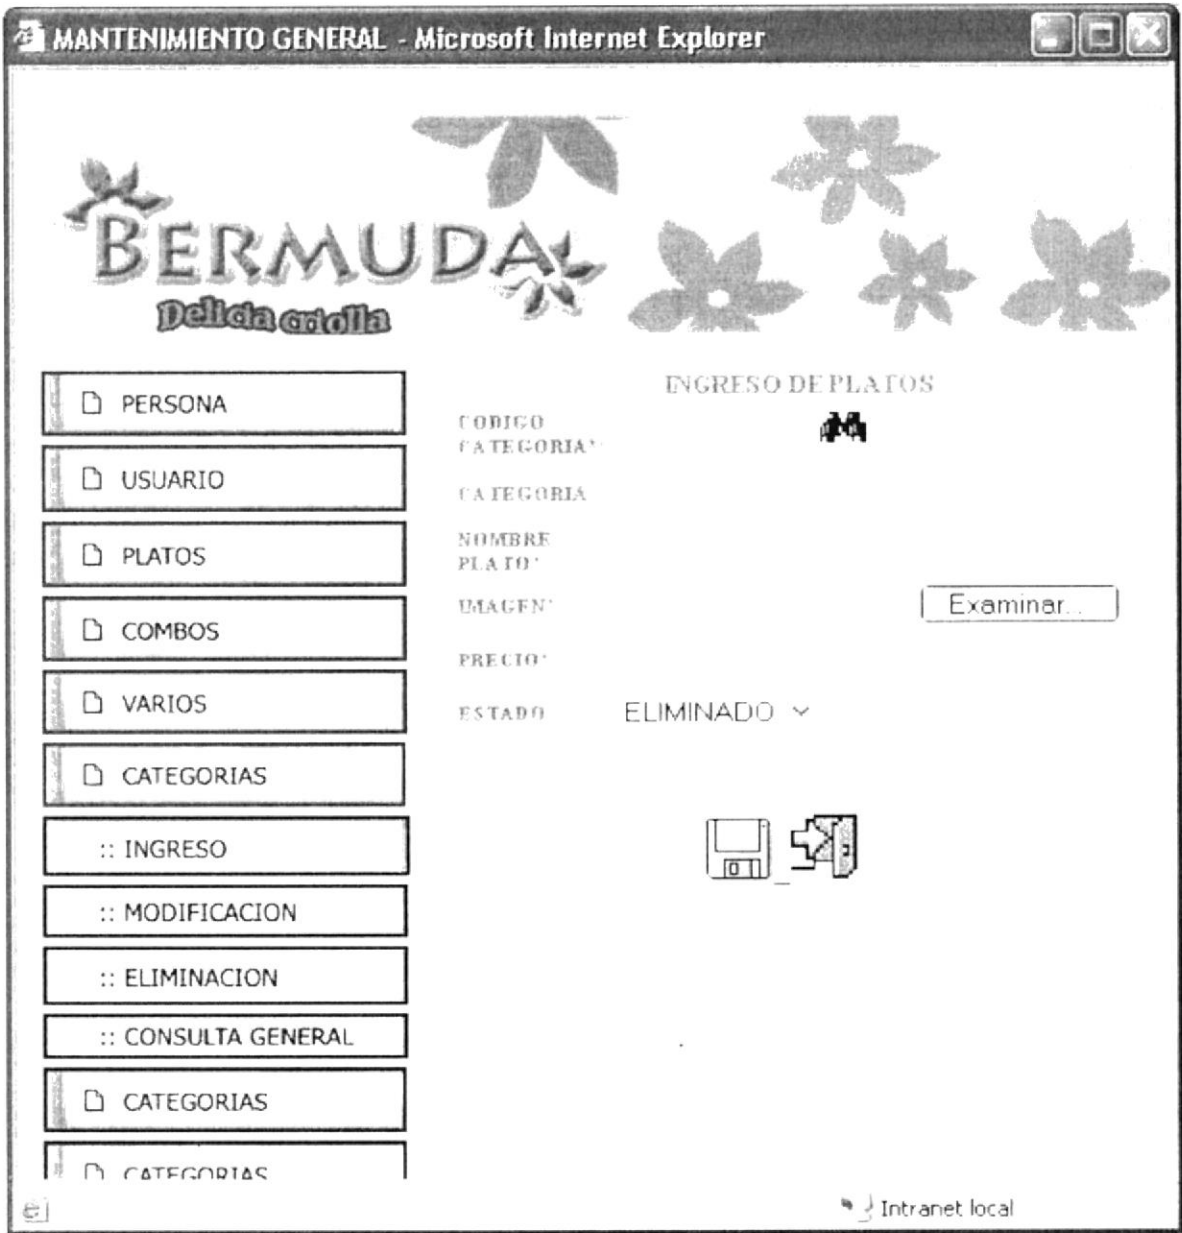 MANTENIMIENTO GENERAL - Microsoft Internet Explorer
BERMUDA
Delicia criolla
PERSONA
USUARIO
PLATOS
COMBOS
VARIOS
CATEGORIAS
:: INGRESO
:: MODIFICACION
:: ELIMINACION
:: CONSULTA GENERAL
CATEGORIAS
CATEGORIAS
INGRESO DE PLATOS
CODIGO
CATEGORIA:
CATEGORIA
NOMBRE
PLATO:
IMAGEN:
Examinar...
PRECIO:
ESTADO
ELIMINADO
Intranet local